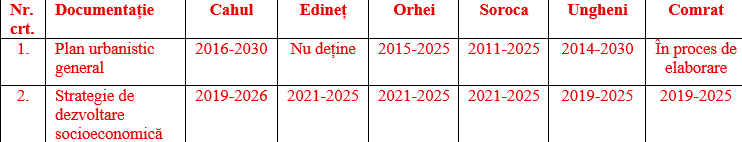 Nr. crt. Documentație Cahul Edineț Orhei Soroca Ungheni Comrat
1. Plan urbanistic general 2016-2030 Nu deține 2015-2025 2011-2025 2014-2030 În proces de elaborare
2. Strategie de dezvoltare socioeconomică 2019-2026 2021-2025 2021-2025 2021-2025 2019-2025 2019-2025